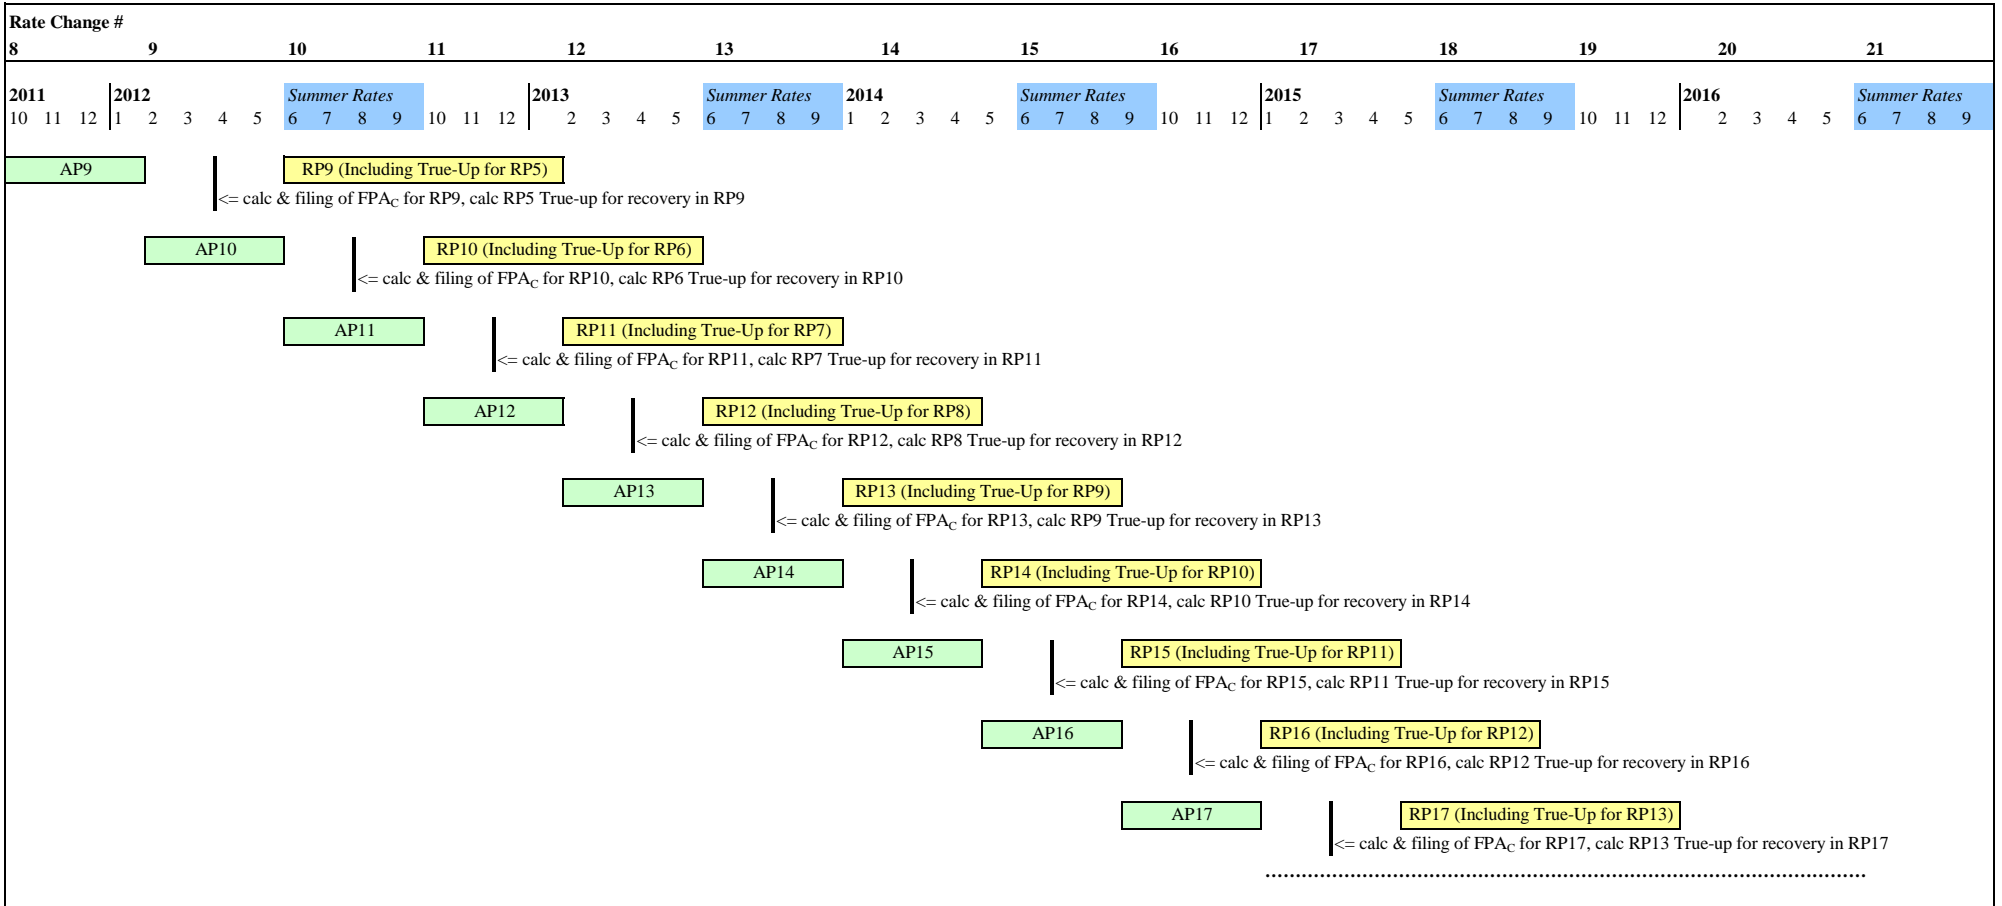 Rate Change #
8 9 10 11 12 13 14 15 16 17 18 19 20 21
2011 2012 Summer Rates 2013 Summer Rates 2014 Summer Rates 2015 Summer Rates 2016 Summer Rates
10 11 12 1 2 3 4 5 6 7 8 9 10 11 12 2 3 4 5 6 7 8 9 1 2 3 4 5 6 7 8 9 10 11 12 1 2 3 4 5 6 7 8 9 10 11 12 2 3 4 5 6 7 8 9
AP9 RP9 (Including True-Up for RP5)
<= calc & filing of FPAC for RP9, calc RP5 True-up for recovery in RP9
AP10 RP10 (Including True-Up for RP6)
<= calc & filing of FPAC for RP10, calc RP6 True-up for recovery in RP10
AP11 RP11 (Including True-Up for RP7)
<= calc & filing of FPAC for RP11, calc RP7 True-up for recovery in RP11
AP12 RP12 (Including True-Up for RP8)
<= calc & filing of FPAC for RP12, calc RP8 True-up for recovery in RP12
AP13 RP13 (Including True-Up for RP9)
<= calc & filing of FPAC for RP13, calc RP9 True-up for recovery in RP13
AP14 RP14 (Including True-Up for RP10)
<= calc & filing of FPAC for RP14, calc RP10 True-up for recovery in RP14
AP15 RP15 (Including True-Up for RP11)
<= calc & filing of FPAC for RP15, calc RP11 True-up for recovery in RP15
AP16 RP16 (Including True-Up for RP12)
<= calc & filing of FPAC for RP16, calc RP12 True-up for recovery in RP16
AP17 RP17 (Including True-Up for RP13)
<= calc & filing of FPAC for RP17, calc RP13 True-up for recovery in RP17